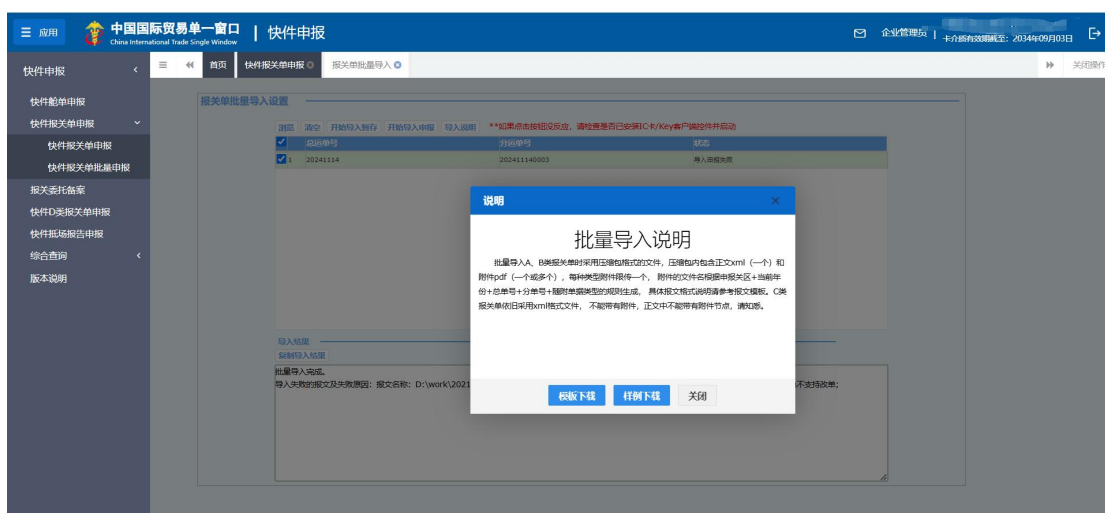 应用
中国国际贸易单一窗口
China International Trade Single Window
快件申报
企业管理员
卡介质有效期截至：2034年09月03日
快件申报
首页
快件报关单申报
报关单批量导入
关闭操作
快件舱单申报
快件报关单申报
快件报关单申报
快件报关单批量申报
报关委托备案
快件D类报关单申报
快件抵场报告申报
综合查询
版本说明
报关单批量导入设置
浏览 清空 开始导入暂存 开始导入申报 导入说明 **如果点击按钮没反应，请检查是否已安装IC卡/Key客户端控件并启动
总运单号 分运单号 状态
1 20241114 202411140003 导入申报失败
说明
批量导入说明
批量导入A、B类报关单时采用压缩包格式的文件，压缩包内包含正文xml（一个）和
附件pdf（一个或多个），每种类型附件限传一个， 附件的文件名根据申报关区+当前年
份+总单号+分单号+随附单据类型的规则生成， 具体报文格式说明请参考报文模板。C类
报关单依旧采用xml格式文件， 不能带有附件，正文中不能带有附件节点，请知悉。
模板下载 样例下载 关闭
导入结果
复制导入结果
批量导入完成。
导入失败的报文及失败原因：报文名称：D:\work\2021
不支持改单；